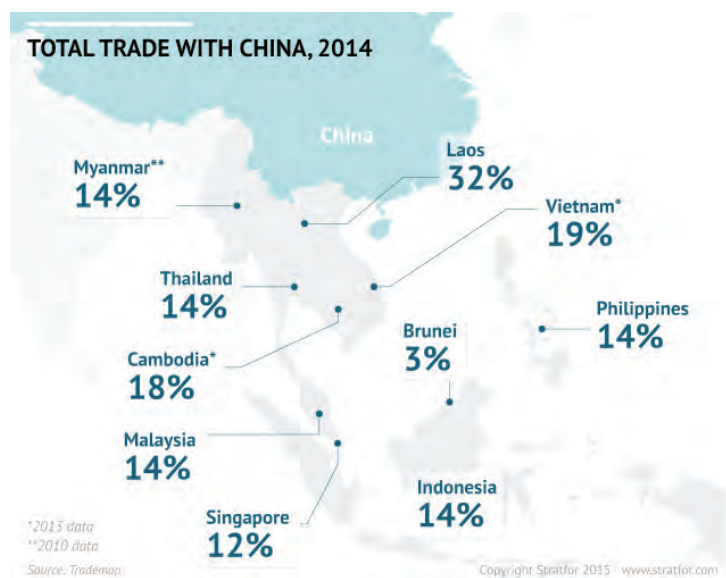 TOTAL TRADE WITH CHINA, 2014
China
Laos
32%
Myanmar**
14%
Vietnam*
19%
Thailand
14%
Philippines
14%
Brunei
3%
Cambodia*
18%
Malaysia
14%
Indonesia
14%
Singapore
12%
*2013 data
**2010 data
Source: Trademap
Copyright Stratfor 2015 www.stratfor.com